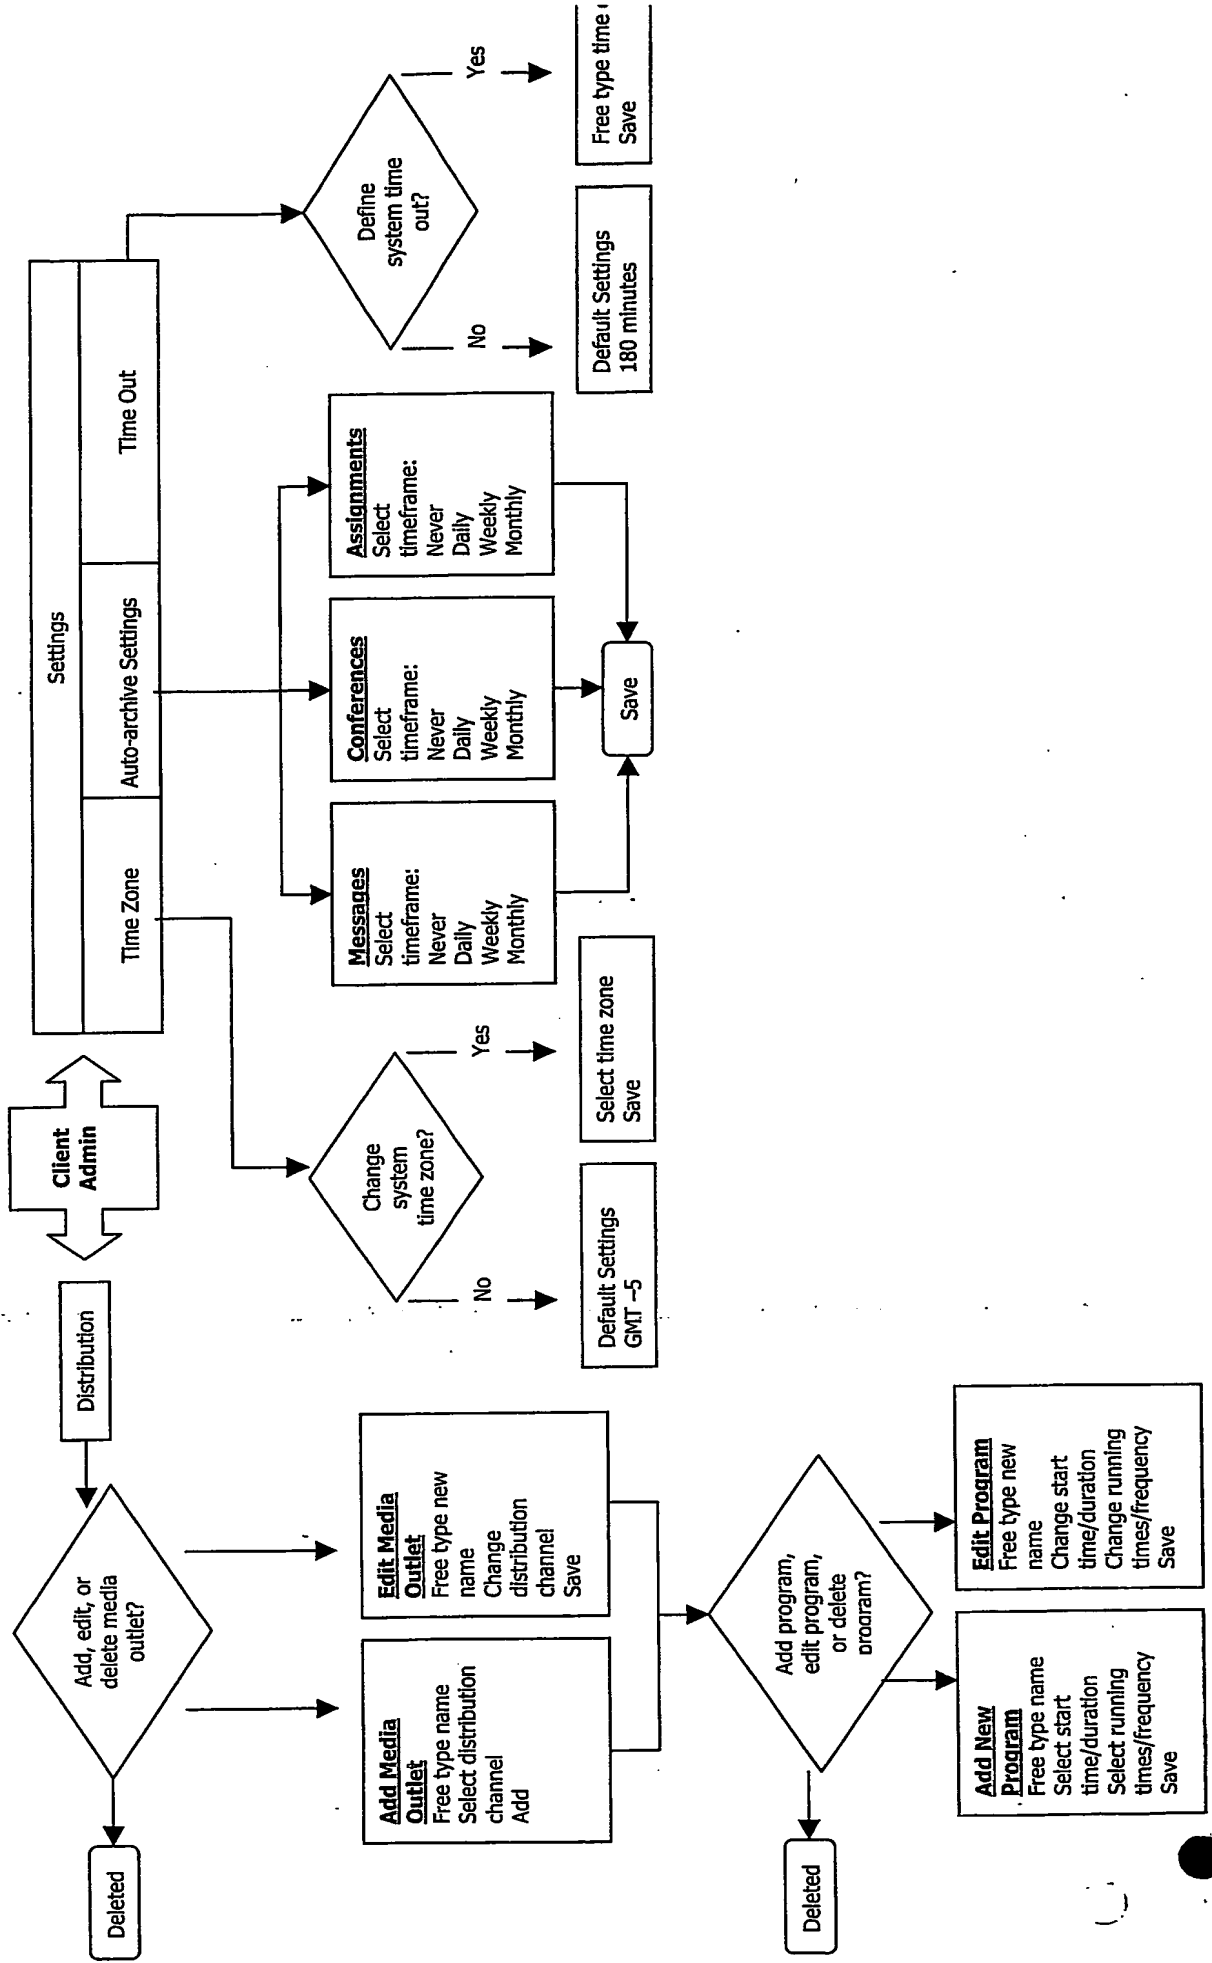 Client
Admin
Settings
Time Zone
Auto-archive Settings
Time Out
Distribution
Add, edit, or
delete media
outlet?
Deleted
Add Media
Outlet
Free type name
Select distribution
channel
Add
Edit Media
Outlet
Free type new
name
Change
distribution
channel
Save
Add program,
edit program,
or delete
program?
Deleted
Add New
Program
Free type name
Select start
time/duration
Select running
times/frequency
Save
Edit Program
Free type new
name
Change start
time/duration
Change running
times/frequency
Save
Change
system
time zone?
No
Yes
Default Settings
GMT –5
Select time zone
Save
Messages
Select
timeframe:
Never
Daily
Weekly
Monthly
Conferences
Select
timeframe:
Never
Daily
Weekly
Monthly
Assignments
Select
timeframe:
Never
Daily
Weekly
Monthly
Save
Define
system time
out?
No
Yes
Default Settings
180 minutes
Free type time
Save